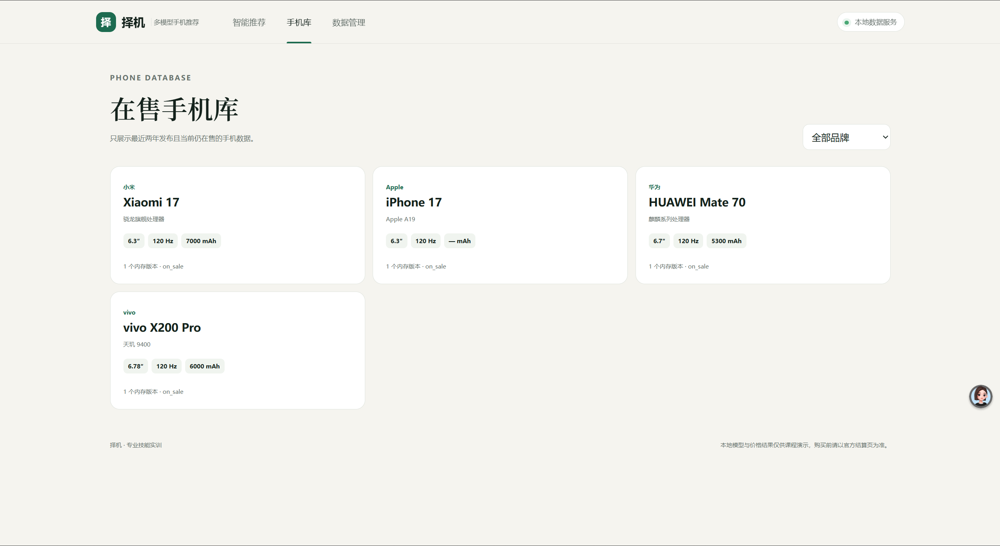 择 择机 多模型手机推荐 智能推荐 手机库 数据管理 本地数据服务
PHONE DATABASE
在售手机库
只展示最近两年发布且当前仍在售的手机数据。
全部品牌
小米
Xiaomi 17
骁龙旗舰处理器
6.3″ 120 Hz 7000 mAh
1 个内存版本 · on_sale
Apple
iPhone 17
Apple A19
6.3″ 120 Hz — mAh
1 个内存版本 · on_sale
华为
HUAWEI Mate 70
麒麟系列处理器
6.7″ 120 Hz 5300 mAh
1 个内存版本 · on_sale
vivo
vivo X200 Pro
天玑 9400
6.78″ 120 Hz 6000 mAh
1 个内存版本 · on_sale
择机 · 专业技能实训
本地模型与价格结果仅供课程演示，购买前请以官方结算页为准。